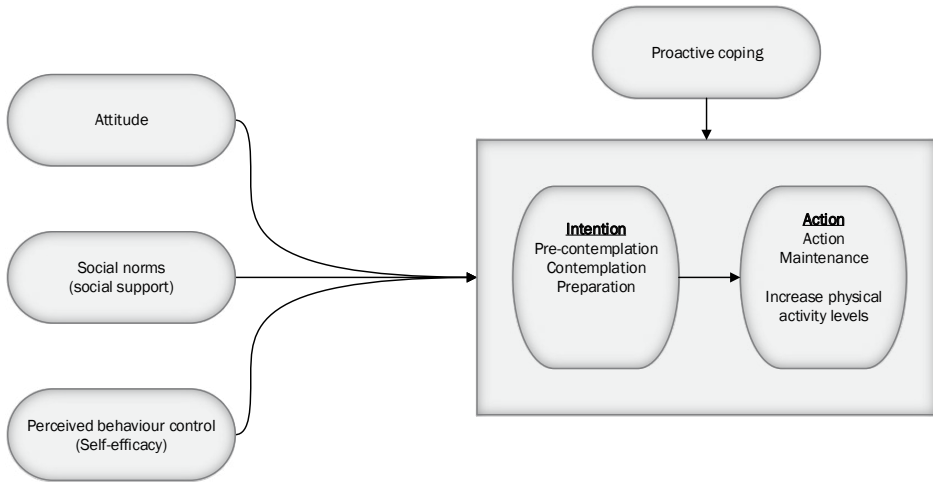 Proactive coping
Attitude
Social norms
(social support)
Perceived behaviour control
(Self-efficacy)
Intention
Pre-contemplation
Contemplation
Preparation
Action
Action
Maintenance
Increase physical
activity levels